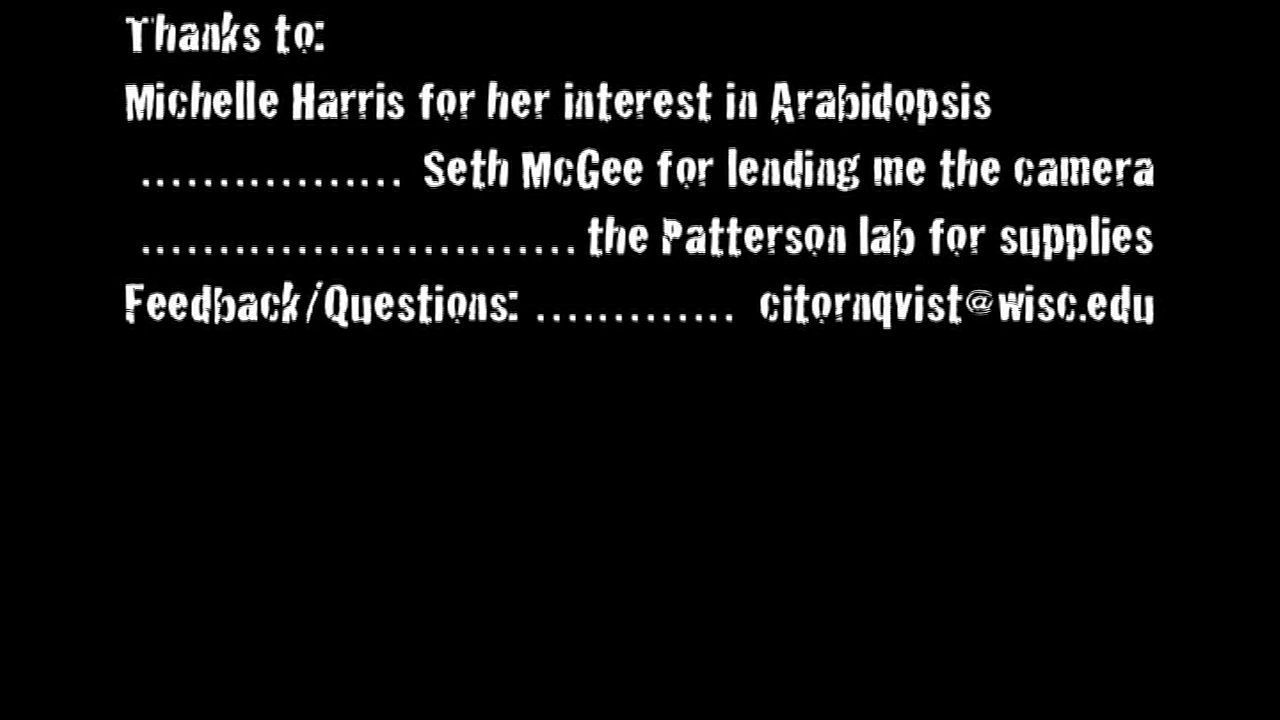 Thanks to:
Michelle Harris for her interest in Arabidopsis
................. Seth McGee for lending me the camera
............................ the Patterson lab for supplies
Feedback/Questions: ............. citornqvist@wisc.edu